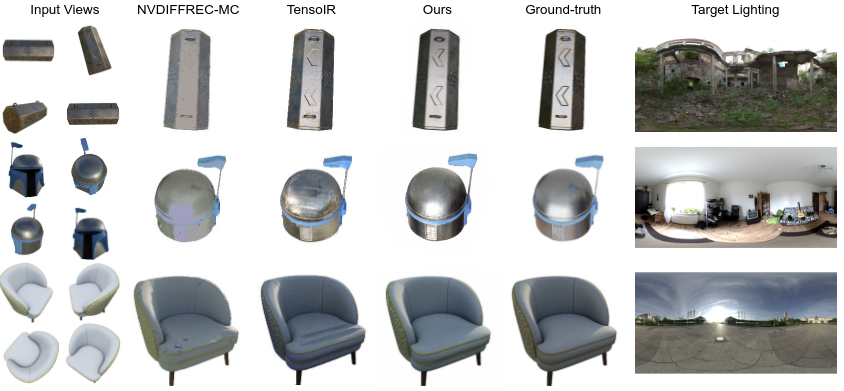 Input Views
NVDIFFREC-MC
TensoIR
Ours
Ground-truth
Target Lighting